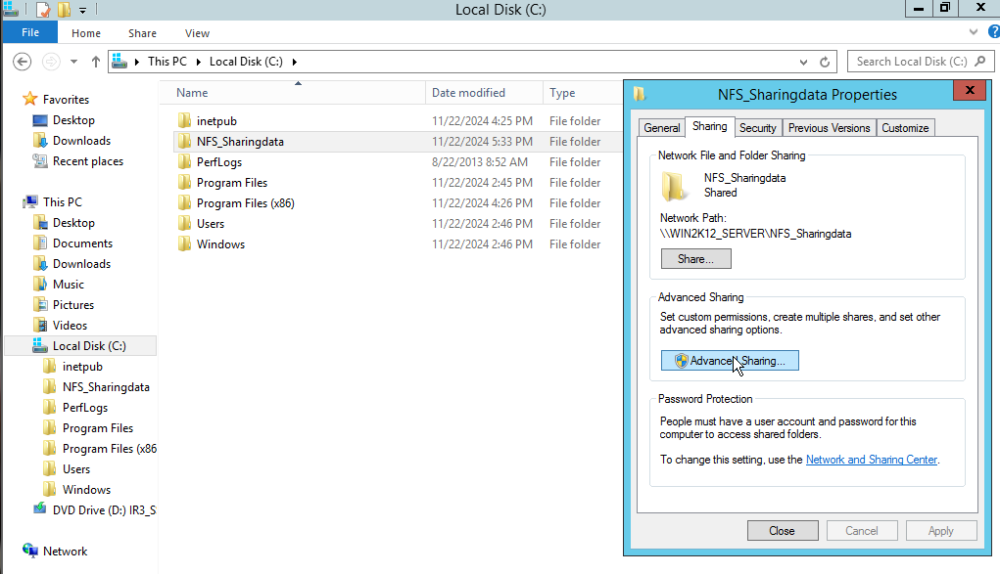 Local Disk (C:)
File Home Share View
This PC Local Disk (C:)
Search Local Disk (C:)
Favorites
Desktop
Downloads
Recent places
This PC
Desktop
Documents
Downloads
Music
Pictures
Videos
Local Disk (C:)
inetpub
NFS_Sharingdata
PerfLogs
Program Files
Program Files (x86
Users
Windows
DVD Drive (D:) IR3_S
Network
Name Date modified Type
inetpub 11/22/2024 4:25 PM File folder
NFS_Sharingdata 11/22/2024 5:33 PM File folder
PerfLogs 8/22/2013 8:52 AM File folder
Program Files 11/22/2024 2:45 PM File folder
Program Files (x86) 11/22/2024 4:26 PM File folder
Users 11/22/2024 2:46 PM File folder
Windows 11/22/2024 2:46 PM File folder
NFS_Sharingdata Properties
General Sharing Security Previous Versions Customize
Network File and Folder Sharing
NFS_Sharingdata
Shared
Network Path:
\\WIN2K12_SERVER\NFS_Sharingdata
Share...
Advanced Sharing
Set custom permissions, create multiple shares, and set other
advanced sharing options.
Advanced Sharing...
Password Protection
People must have a user account and password for this
computer to access shared folders.
To change this setting, use the Network and Sharing Center.
Close Cancel Apply